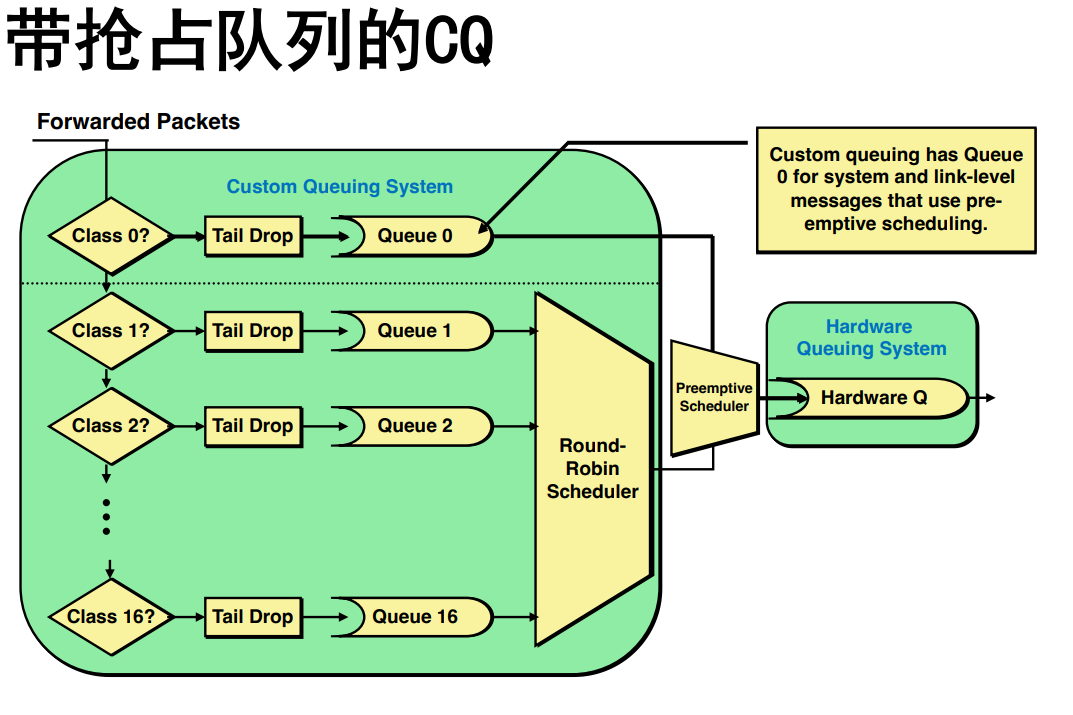 带抢占队列的CQ
Forwarded Packets
Custom Queuing System
Custom queuing has Queue
0 for system and link-level
messages that use pre-
emptive scheduling.
Class 0?
Tail Drop
Queue 0
Class 1?
Tail Drop
Queue 1
Class 2?
Tail Drop
Queue 2
Class 16?
Tail Drop
Queue 16
Round-
Robin
Scheduler
Preemptive
Scheduler
Hardware
Queuing System
Hardware Q